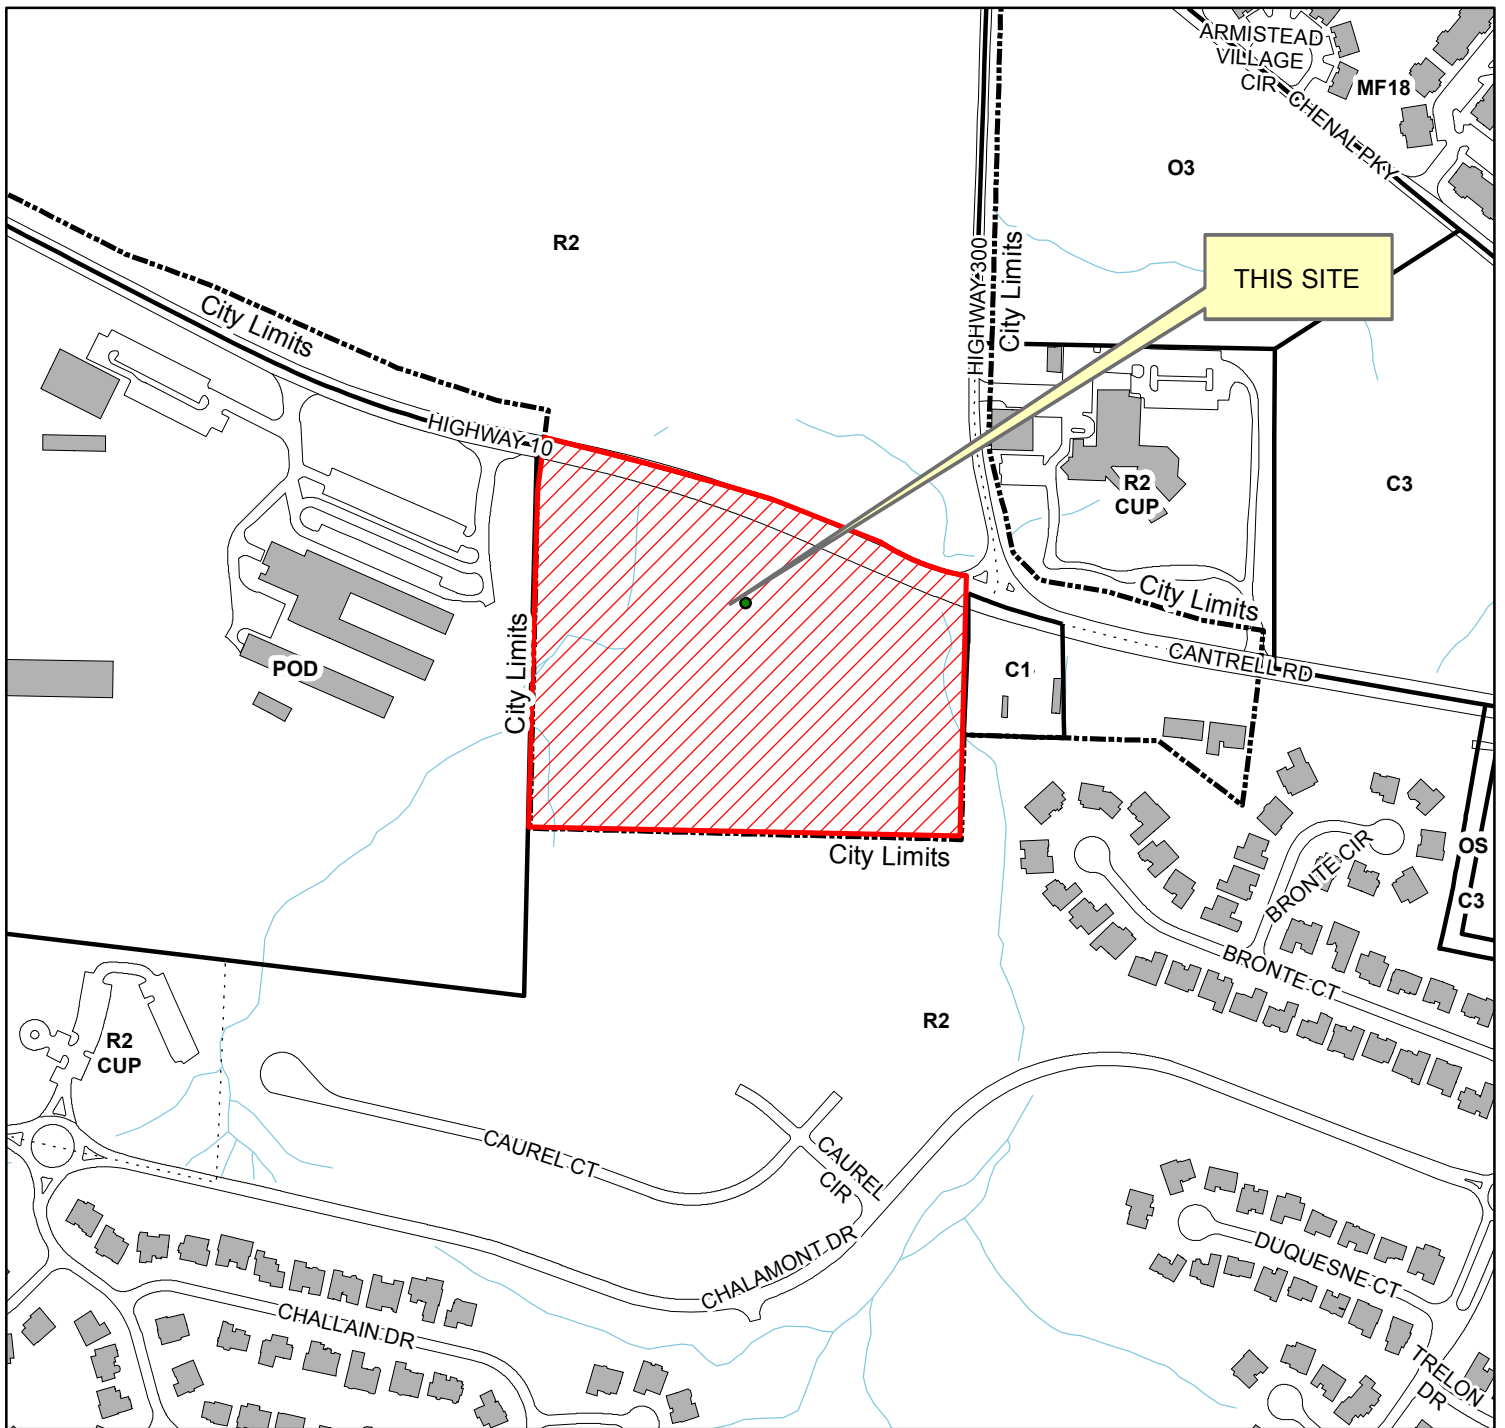 ARMISTEAD
VILLAGE
CIR
MF18
CHENAL PKY
O3
R2
HIGHWAY 300
City Limits
THIS SITE
City Limits
HIGHWAY 10
R2
CUP
C3
City Limits
CANTRELL RD
City Limits
POD
C1
City Limits
BRONTE CIR
OS
C3
BRONTE CT
R2
R2
CUP
CAUREL CT
CAUREL
CIR
CHALAMONT DR
DUQUESNE CT
CHALLAIN DR
TRELON
DR